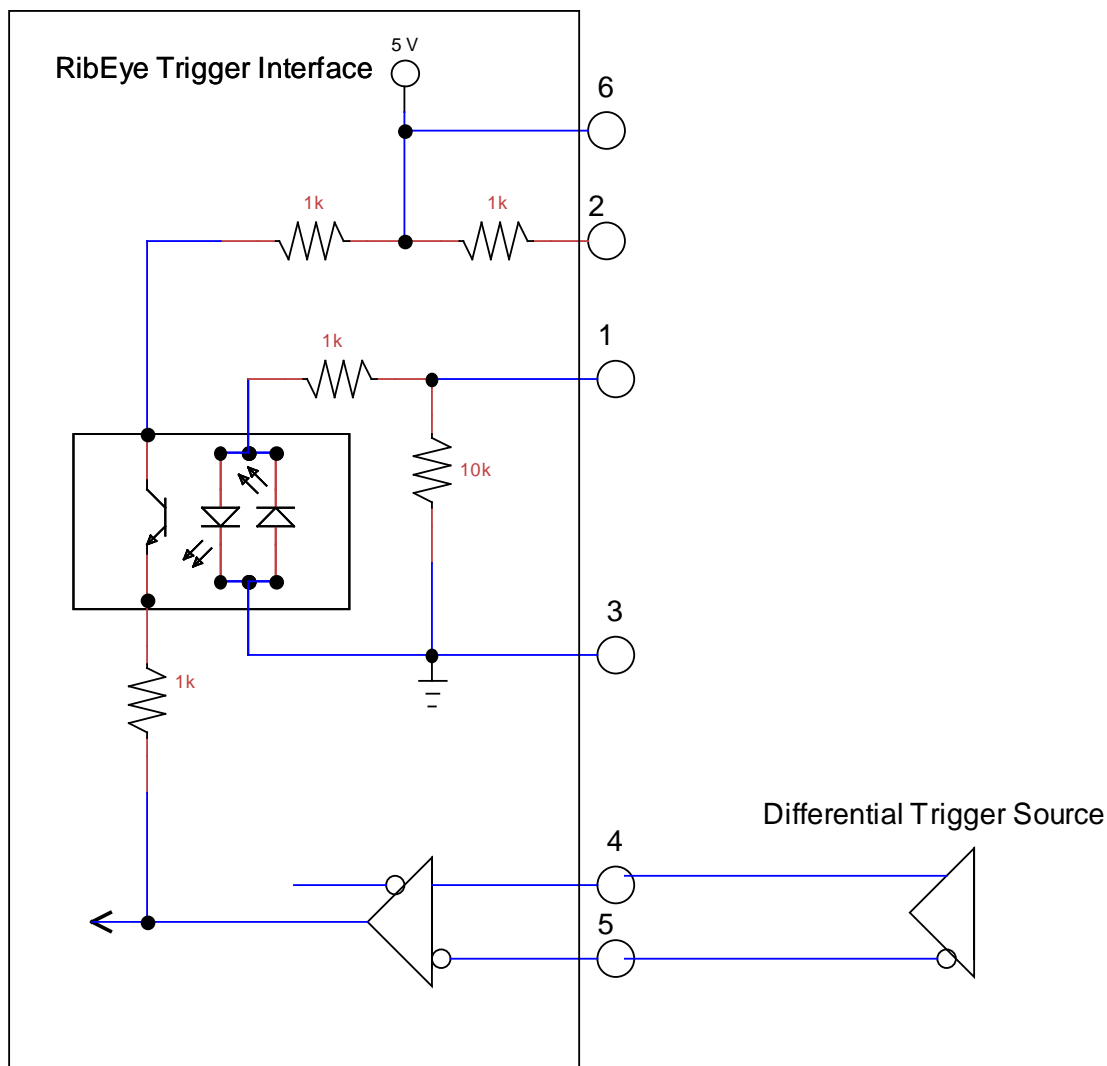 5 V
RibEye Trigger Interface
6
1k
1k
2
1k
1
10k
3
1k
Differential Trigger Source
4
5